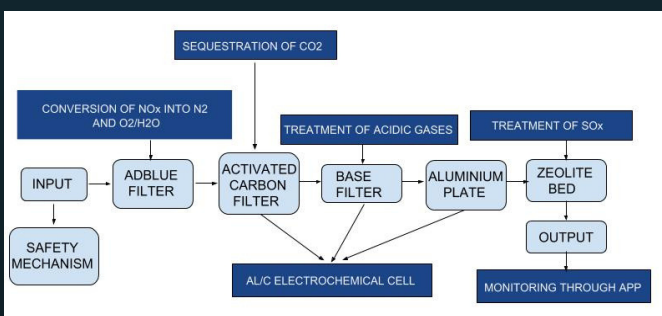 SEQUESTRATION OF CO2
CONVERSION OF NOx INTO N2
AND O2/H2O
TREATMENT OF ACIDIC GASES
TREATMENT OF SOx
INPUT
ADBLUE
FILTER
ACTIVATED
CARBON
FILTER
BASE
FILTER
ALUMINIUM
PLATE
ZEOLITE
BED
SAFETY
MECHANISM
OUTPUT
AL/C ELECTROCHEMICAL CELL
MONITORING THROUGH APP